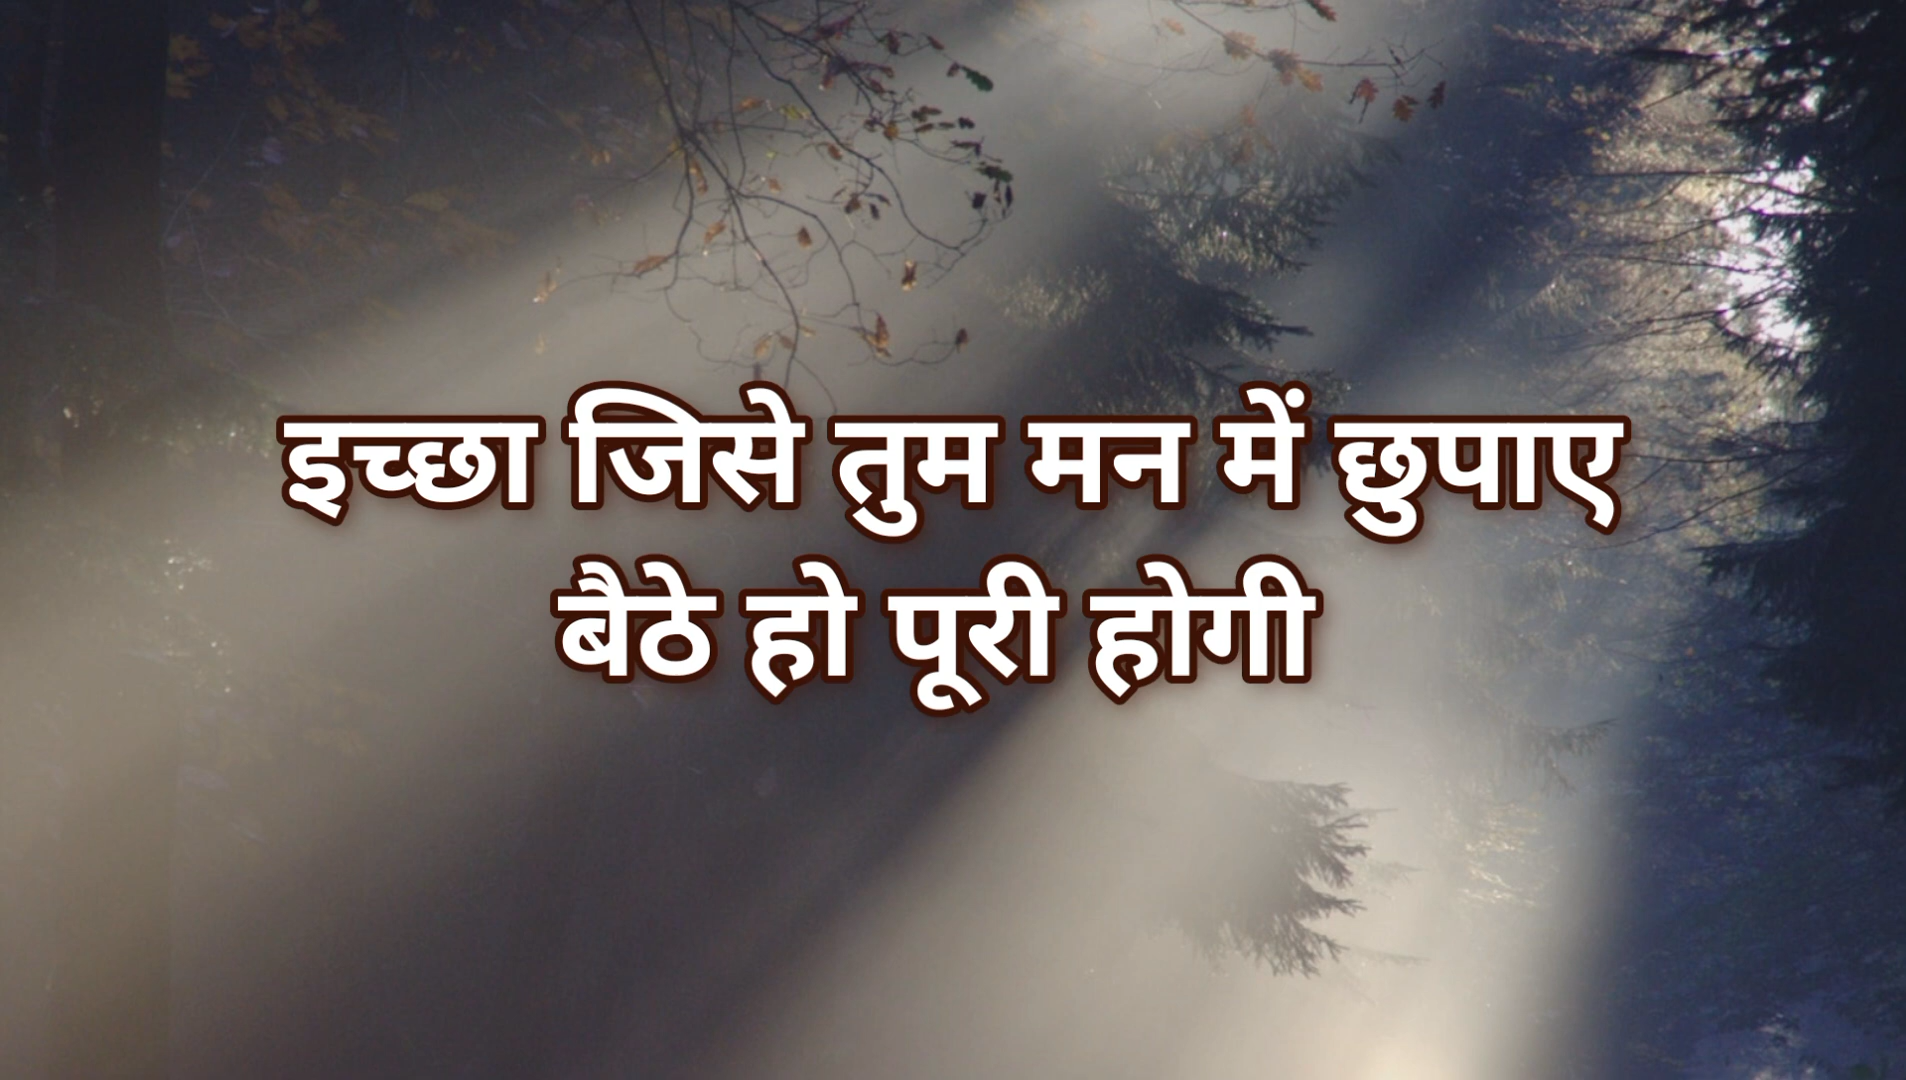 इच्छा जिसे तुम मन में छुपाए
बैठे हो पूरी होगी